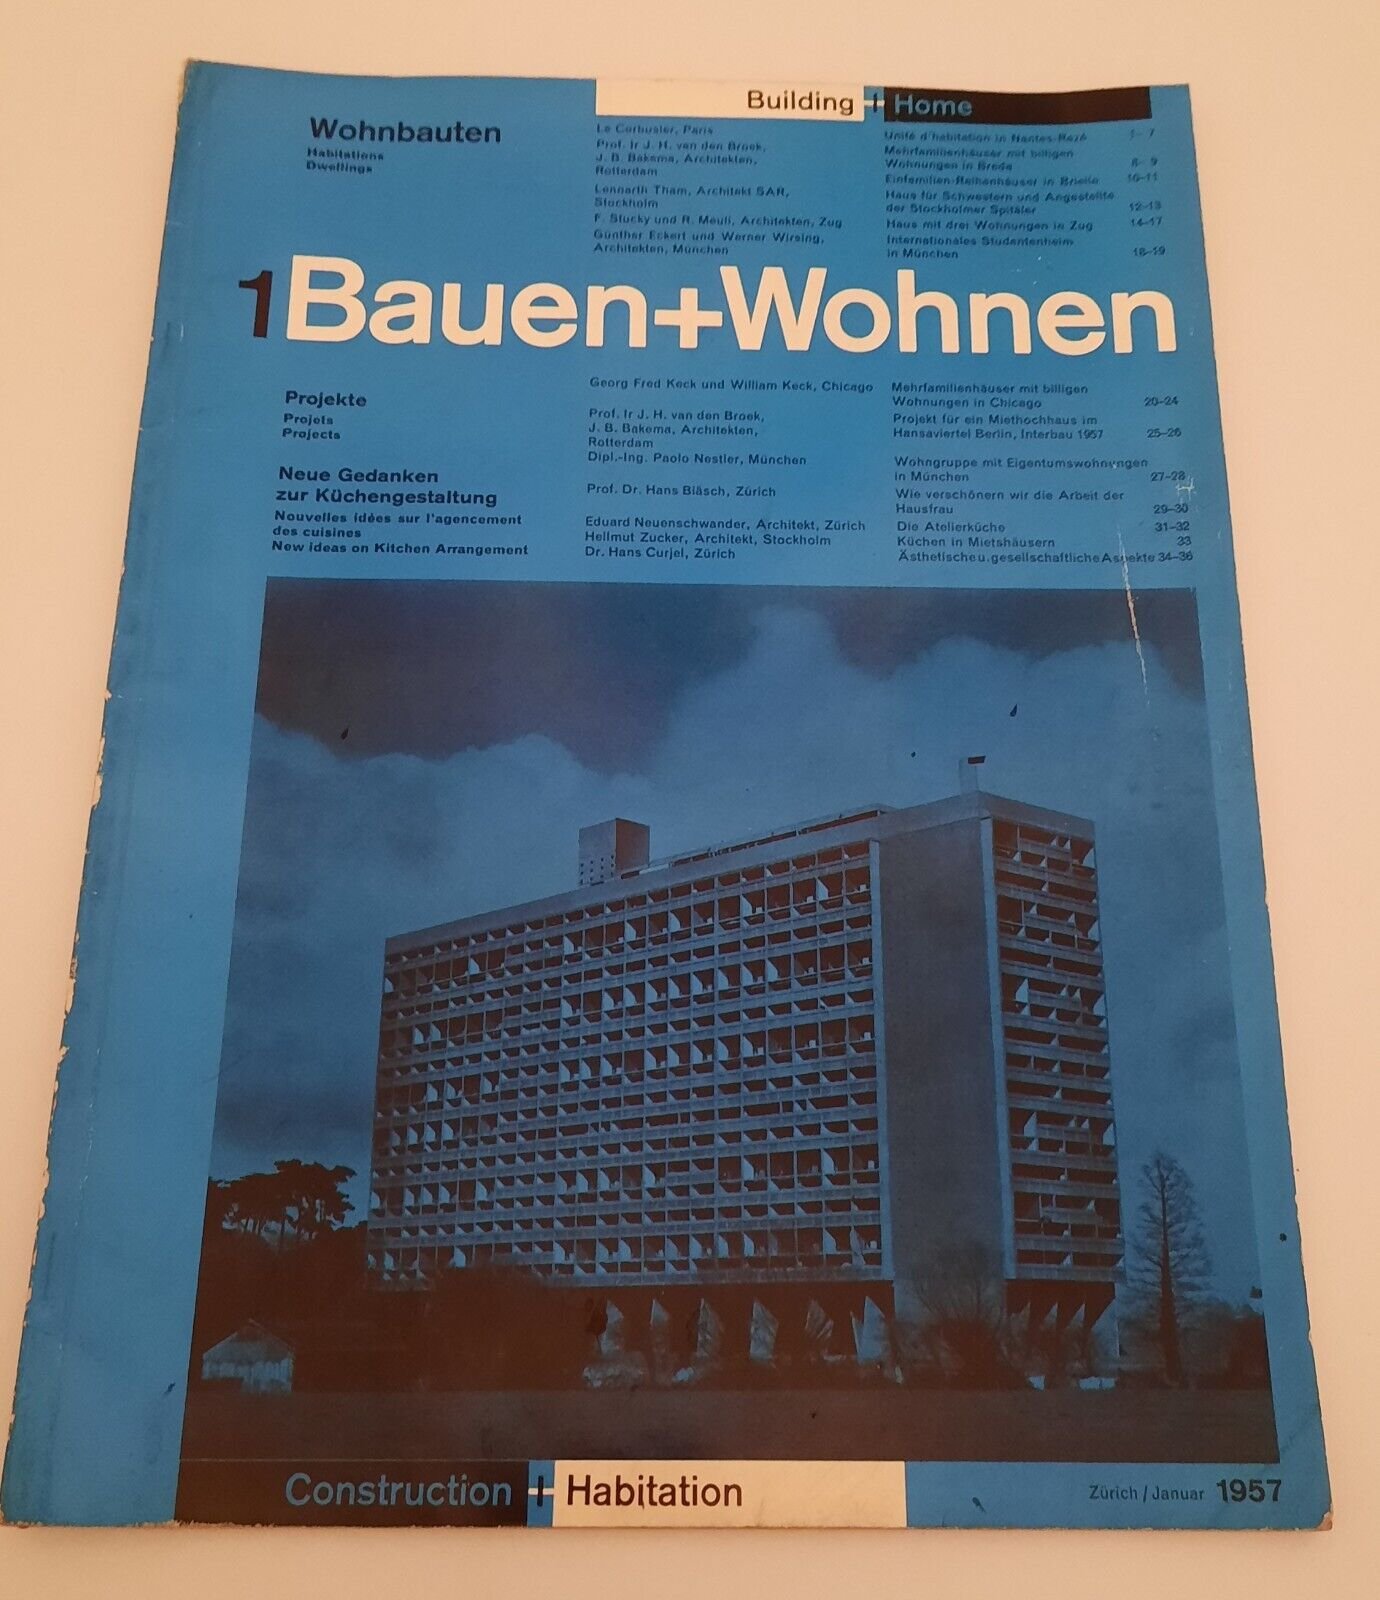 Building + Home
Wohnbauten
Habitations
Dwellings
Le Corbusier, Paris
Unité d'habitation in Nantes-Rezé 1–7
Prof. Ir J. H. van den Broek,
J. B. Bakema, Architekten,
Rotterdam
Mehrfamilienhäuser mit billigen
Wohnungen in Breda 8–9
Einfamilien-Reihenhäuser in Brielle 10–11
Lennarth Tham, Architekt SAR,
Stockholm
Haus für Schwestern und Angestellte
der Stockholmer Spitäler 12–13
F. Stucky und R. Meuli, Architekten, Zug
Haus mit drei Wohnungen in Zug 14–17
Günther Eckert und Werner Wirsing,
Architekten, München
Internationales Studentenheim
in München 18–19
1 Bauen+Wohnen
Projekte
Projets
Projects
Georg Fred Keck und William Keck, Chicago
Mehrfamilienhäuser mit billigen
Wohnungen in Chicago 20–24
Prof. Ir J. H. van den Broek,
J. B. Bakema, Architekten,
Rotterdam
Projekt für ein Miethochhaus im
Hansaviertel Berlin, Interbau 1957 25–26
Dipl.-Ing. Paolo Nestler, München
Wohngruppe mit Eigentumswohnungen
in München 27–28
Neue Gedanken
zur Küchengestaltung
Nouvelles idées sur l'agencement
des cuisines
New ideas on Kitchen Arrangement
Prof. Dr. Hans Biäsch, Zürich
Wie verschönern wir die Arbeit der
Hausfrau 29–30
Eduard Neuenschwander, Architekt, Zürich
Die Atelierküche 31–32
Hellmut Zucker, Architekt, Stockholm
Küchen in Mietshäusern 33
Dr. Hans Curjel, Zürich
Ästhetische u. gesellschaftliche Aspekte 34–36
Construction + Habitation
Zürich / Januar 1957